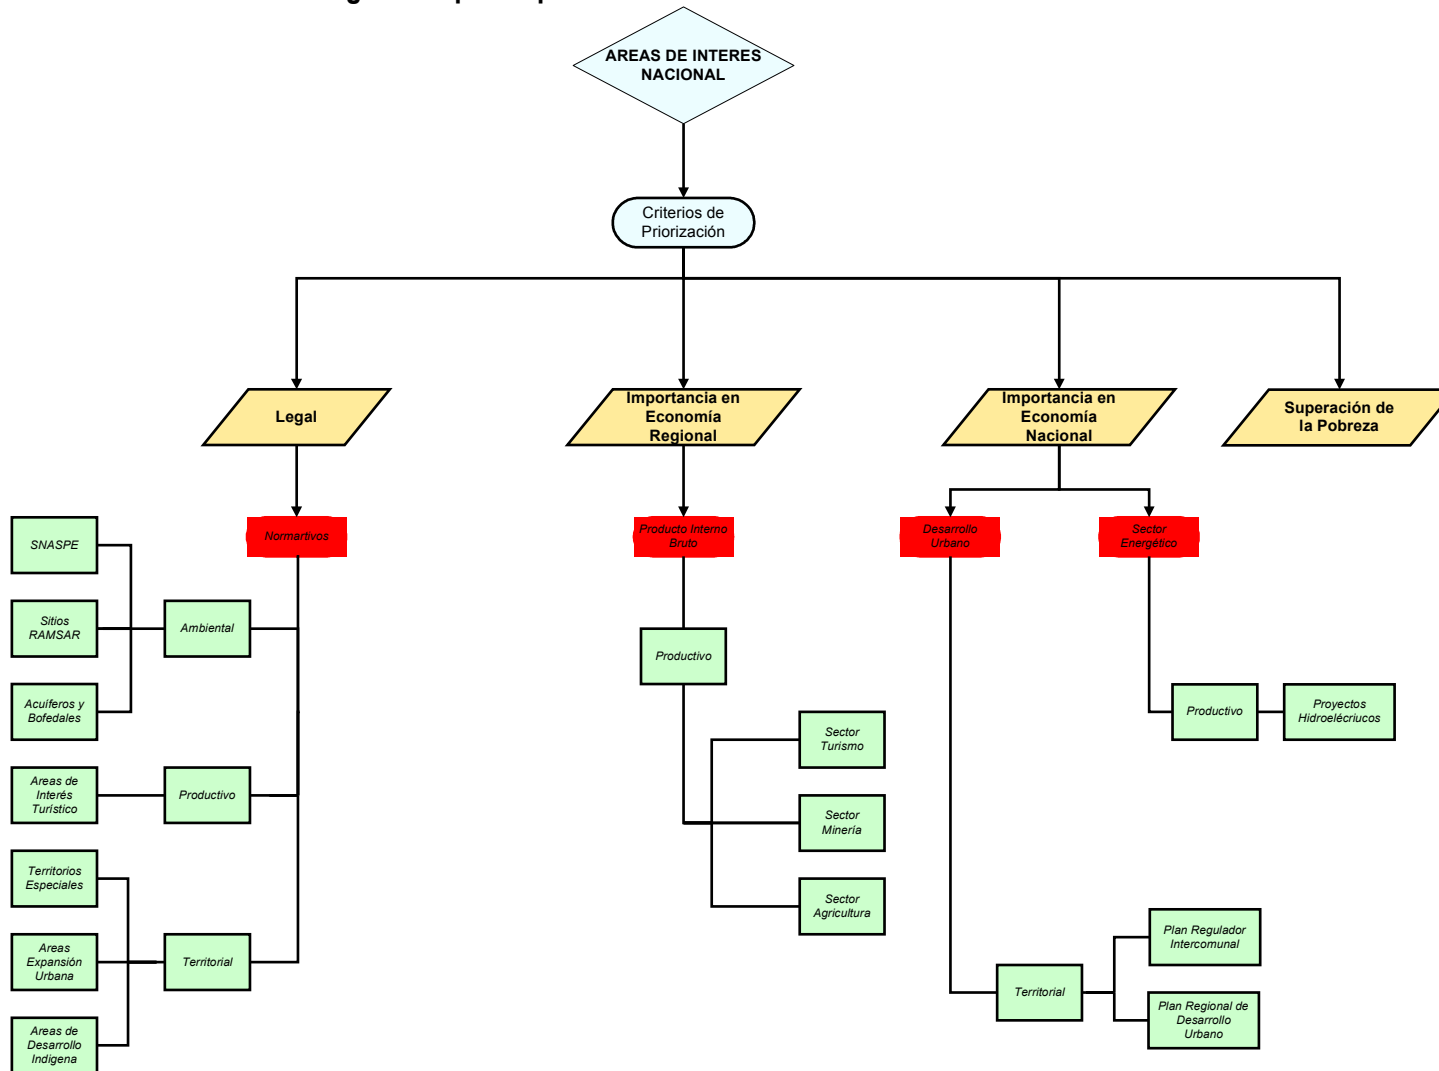 AREAS DE INTERES
NACIONAL
Criterios de
Priorización
Legal
Importancia en
Economía
Regional
Importancia en
Economía
Nacional
Superación de
la Pobreza
Normartivos
Producto Interno
Bruto
Desarrollo
Urbano
Sector
Energético
SNASPE
Sitios
RAMSAR
Ambiental
Acuíferos y
Bofedales
Areas de
Interés
Turístico
Productivo
Territorios
Especiales
Areas
Expansión
Urbana
Territorial
Areas de
Desarrollo
Indigena
Productivo
Sector
Turismo
Sector
Minería
Sector
Agricultura
Productivo
Proyectos
Hidroelécriucos
Territorial
Plan Regulador
Intercomunal
Plan Regional de
Desarrollo
Urbano